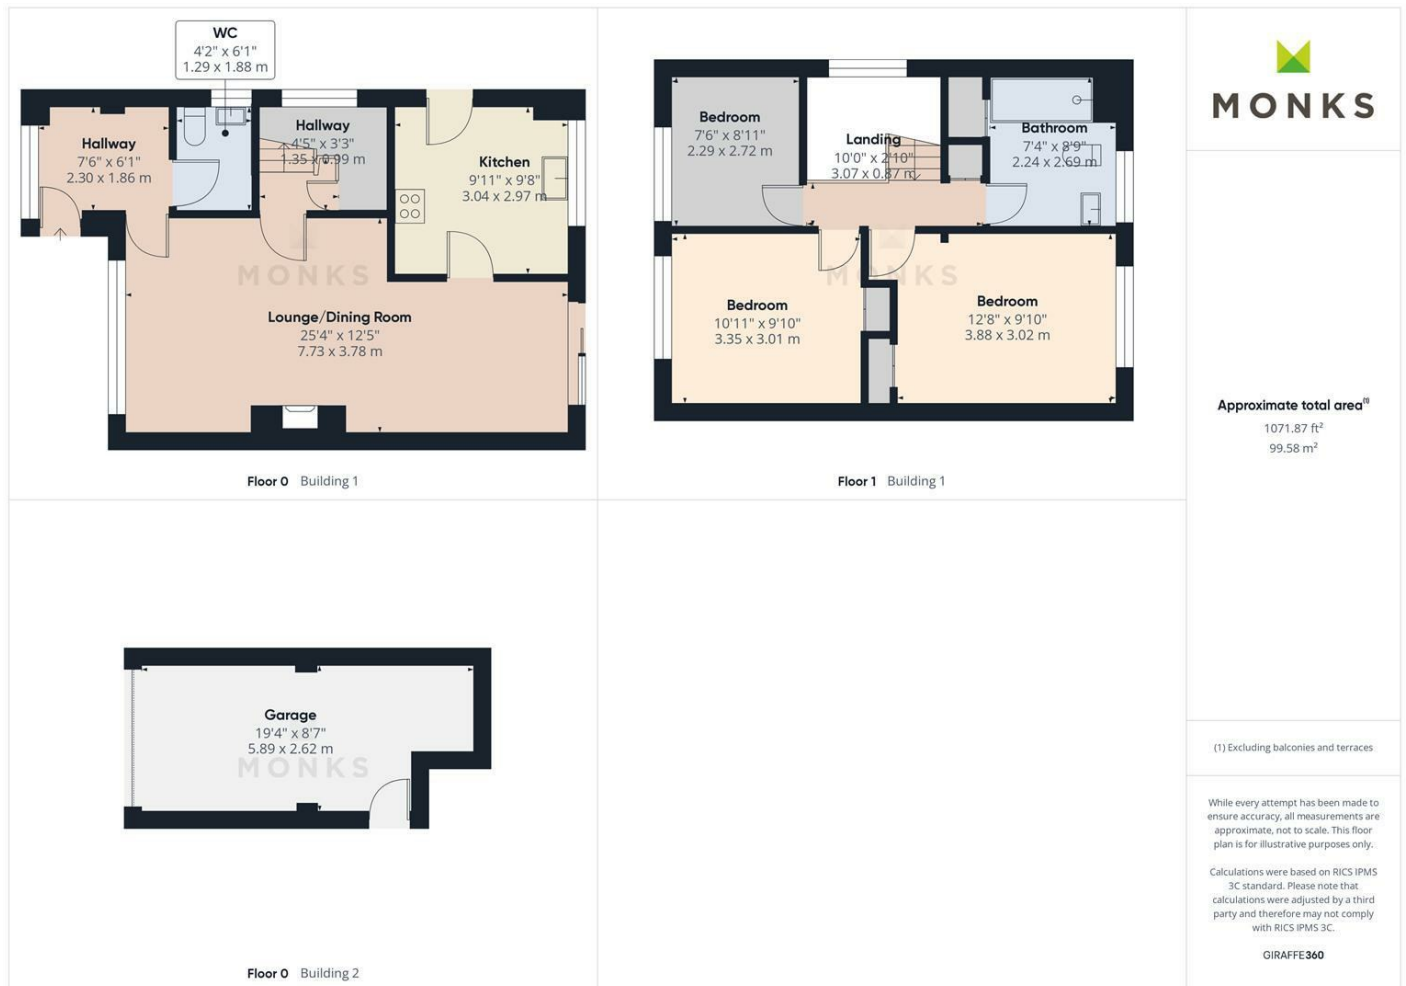 WC
4'2" x 6'1"
1.29 x 1.88 m
Hallway
7'6" x 6'1"
2.30 x 1.86 m
Hallway
4'5" x 3'3"
1.35 x 0.99 m
Kitchen
9'11" x 9'8"
3.04 x 2.97 m
MONKS
Lounge/Dining Room
25'4" x 12'5"
7.73 x 3.78 m
Floor 0 Building 1
Bedroom
7'6" x 8'11"
2.29 x 2.72 m
Landing
10'0" x 2'10"
3.07 x 0.87 m
Bathroom
7'4" x 8'9"
2.24 x 2.69 m
MONKS
Bedroom
10'11" x 9'10"
3.35 x 3.01 m
Bedroom
12'8" x 9'10"
3.88 x 3.02 m
Floor 1 Building 1
Garage
19'4" x 8'7"
5.89 x 2.62 m
MONKS
Floor 0 Building 2
MONKS
Approximate total area(1)
1071.87 ft²
99.58 m²
(1) Excluding balconies and terraces
While every attempt has been made to
ensure accuracy, all measurements are
approximate, not to scale. This floor
plan is for illustrative purposes only.
Calculations were based on RICS IPMS
3C standard. Please note that
calculations were adjusted by a third
party and therefore may not comply
with RICS IPMS 3C.
GIRAFFE360